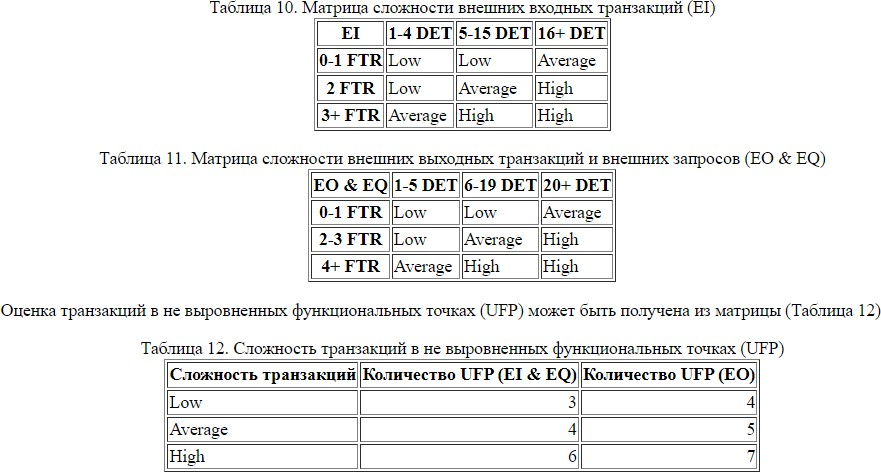 Таблица 10. Матрица сложности внешних входных транзакций (EI)
EI 1-4 DET 5-15 DET 16+ DET
0-1 FTR Low Low Average
2 FTR Low Average High
3+ FTR Average High High
Таблица 11. Матрица сложности внешних выходных транзакций и внешних запросов (EO & EQ)
EO & EQ 1-5 DET 6-19 DET 20+ DET
0-1 FTR Low Low Average
2-3 FTR Low Average High
4+ FTR Average High High
Оценка транзакций в не выровненных функциональных точках (UFP) может быть получена из матрицы (Таблица 12)
Таблица 12. Сложность транзакций в не выровненных функциональных точках (UFP)
Сложность транзакций Количество UFP (EI & EQ) Количество UFP (EO)
Low 3 4
Average 4 5
High 6 7